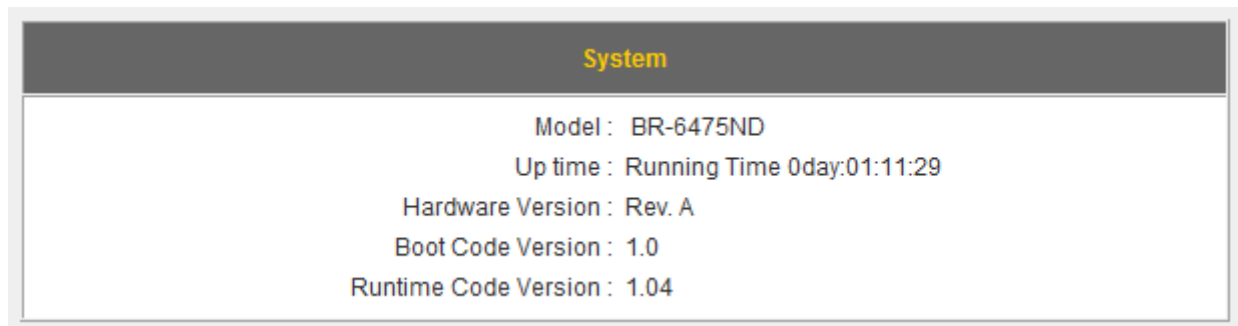 System
Model : BR-6475ND
Up time : Running Time 0day:01:11:29
Hardware Version : Rev. A
Boot Code Version : 1.0
Runtime Code Version : 1.04